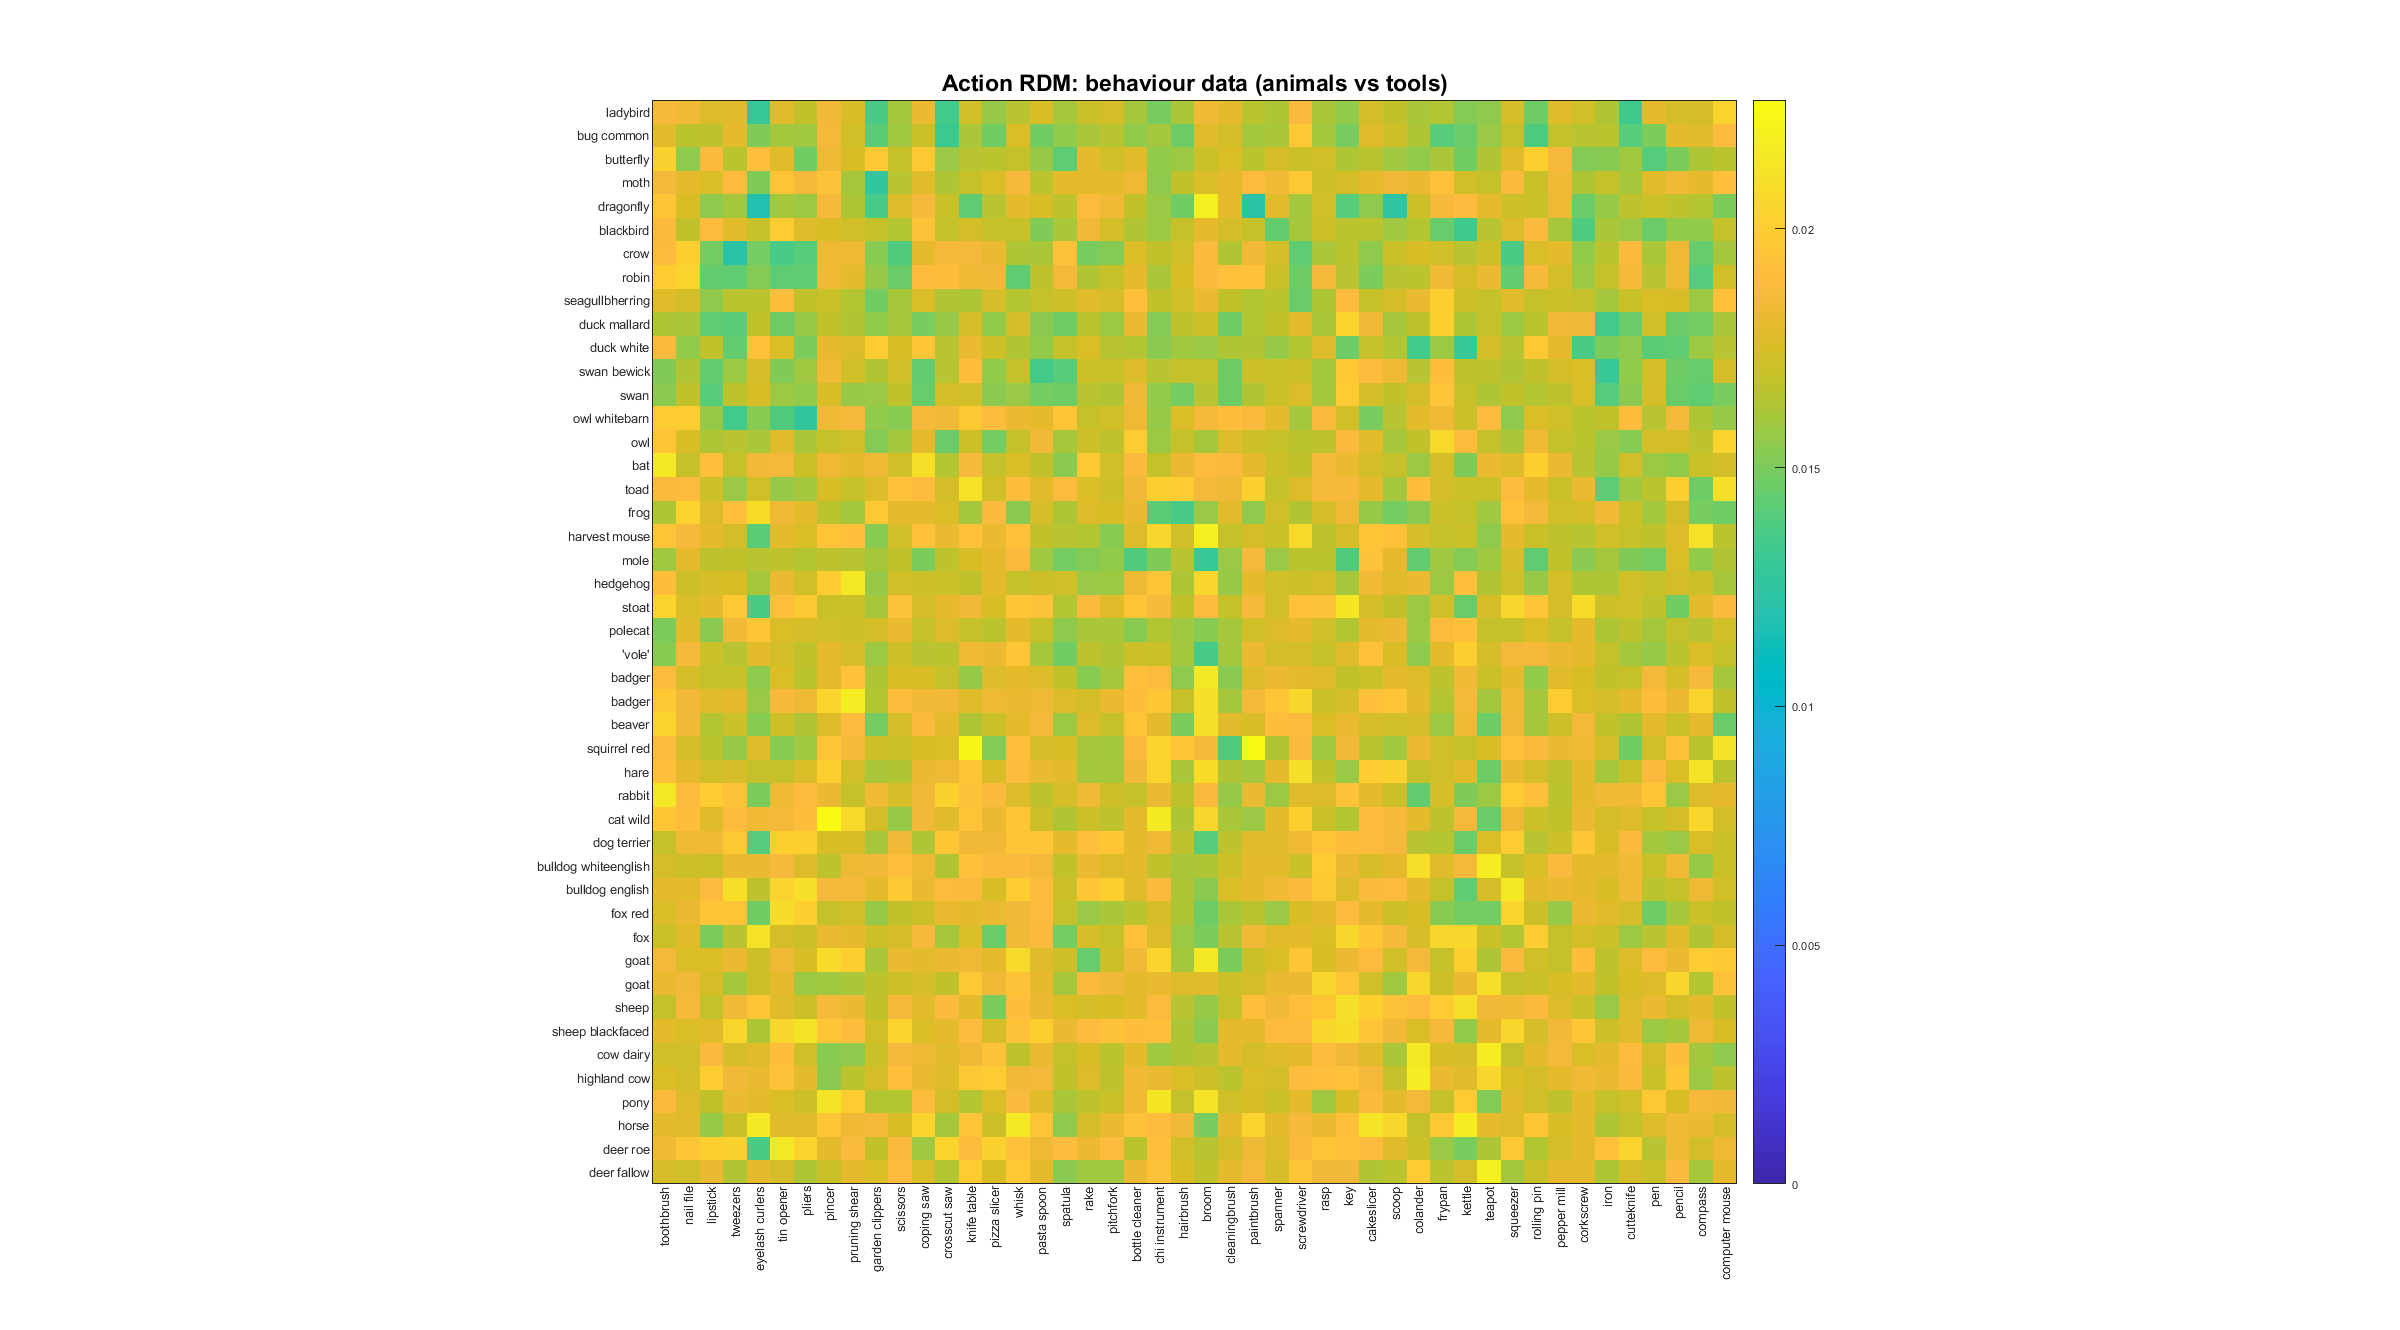 Action RDM: behaviour data (animals vs tools)
ladybird
bug common
butterfly
moth
dragonfly
blackbird
crow
robin
seagullbherring
duck mallard
duck white
swan bewick
swan
owl whitebarn
owl
bat
toad
frog
harvest mouse
mole
hedgehog
stoat
polecat
'vole'
badger
badger
beaver
squirrel red
hare
rabbit
cat wild
dog terrier
bulldog whiteenglish
bulldog english
fox red
fox
goat
goat
sheep
sheep blackfaced
cow dairy
highland cow
pony
horse
deer roe
deer fallow
toothbrush
nail file
lipstick
tweezers
eyelash curlers
tin opener
pliers
pincer
pruning shear
garden clippers
scissors
coping saw
crosscut saw
knife table
pizza slicer
whisk
pasta spoon
spatula
rake
pitchfork
bottle cleaner
chi instrument
hairbrush
broom
cleaningbrush
paintbrush
spanner
screwdriver
rasp
key
cakeslicer
scoop
colander
frypan
kettle
teapot
squeezer
rolling pin
pepper mill
corkscrew
iron
cutteknife
pen
pencil
compass
computer mouse
0.02
0.015
0.01
0.005
0